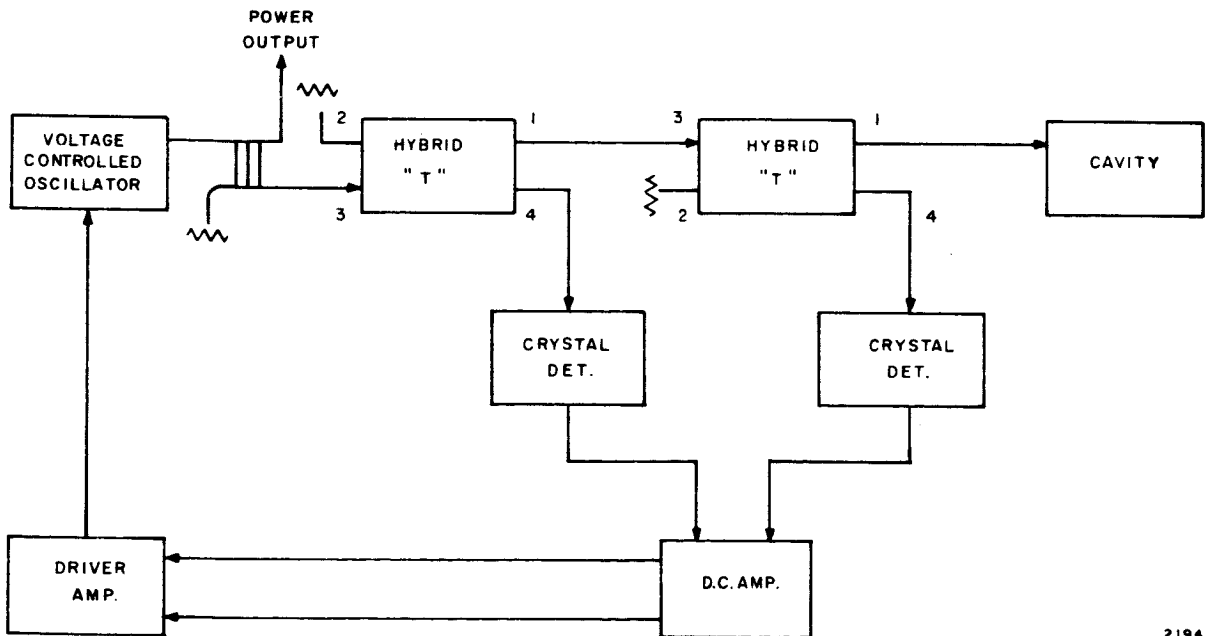 POWER
OUTPUT
VOLTAGE
CONTROLLED
OSCILLATOR
2
HYBRID
"T"
1
3
4
3
HYBRID
"T"
1
2
4
CAVITY
CRYSTAL
DET.
CRYSTAL
DET.
DRIVER
AMP.
D.C. AMP.
2194